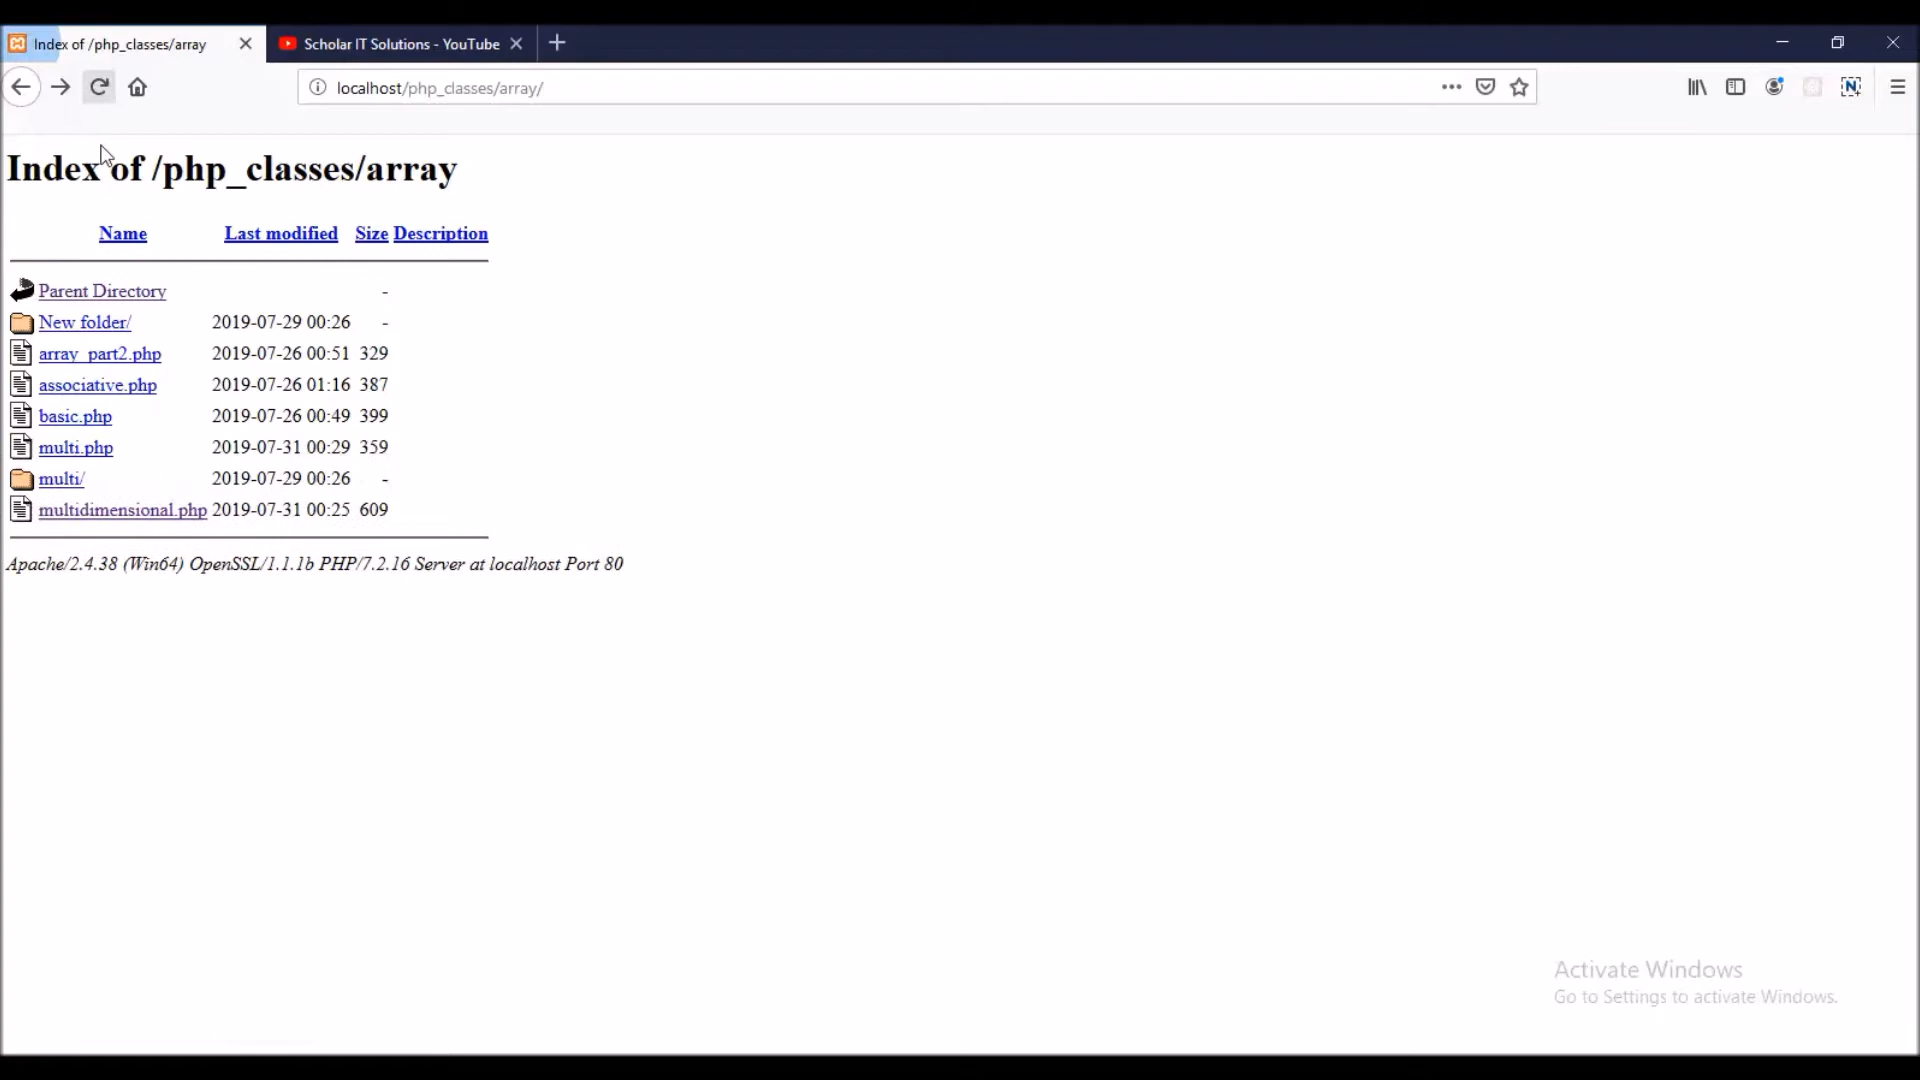 Index of /php_classes/array
Scholar IT Solutions - YouTube
localhost/php_classes/array/
Index of /php_classes/array
Name Last modified Size Description
Parent Directory -
New folder/ 2019-07-29 00:26 -
array_part2.php 2019-07-26 00:51 329
associative.php 2019-07-26 01:16 387
basic.php 2019-07-26 00:49 399
multi.php 2019-07-31 00:29 359
multi/ 2019-07-29 00:26 -
multidimensional.php 2019-07-31 00:25 609
Apache/2.4.38 (Win64) OpenSSL/1.1.1b PHP/7.2.16 Server at localhost Port 80
Activate Windows
Go to Settings to activate Windows.